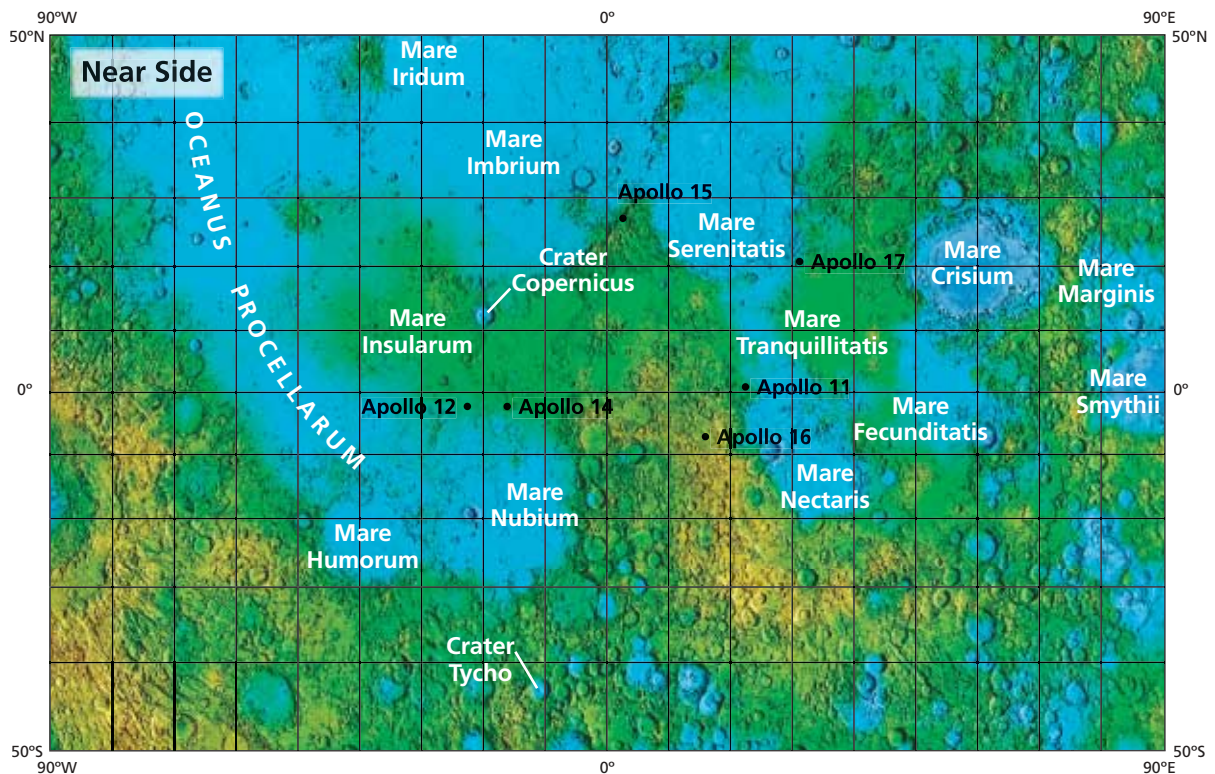 90°W
0°
90°E
50°N
50°N
Near Side
Mare
Iridum
OCEANUS
PROCELLARUM
Mare
Imbrium
Apollo 15
Mare
Serenitatis
Crater
Copernicus
Apollo 17
Mare
Crisium
Mare
Marginis
Mare
Insularum
Mare
Tranquillitatis
0°
Apollo 11
0°
Mare
Smythii
Apollo 12
Apollo 14
Mare
Fecunditatis
Apollo 16
Mare
Nectaris
Mare
Nubium
Mare
Humorum
Crater
Tycho
50°S
50°S
90°W
0°
90°E